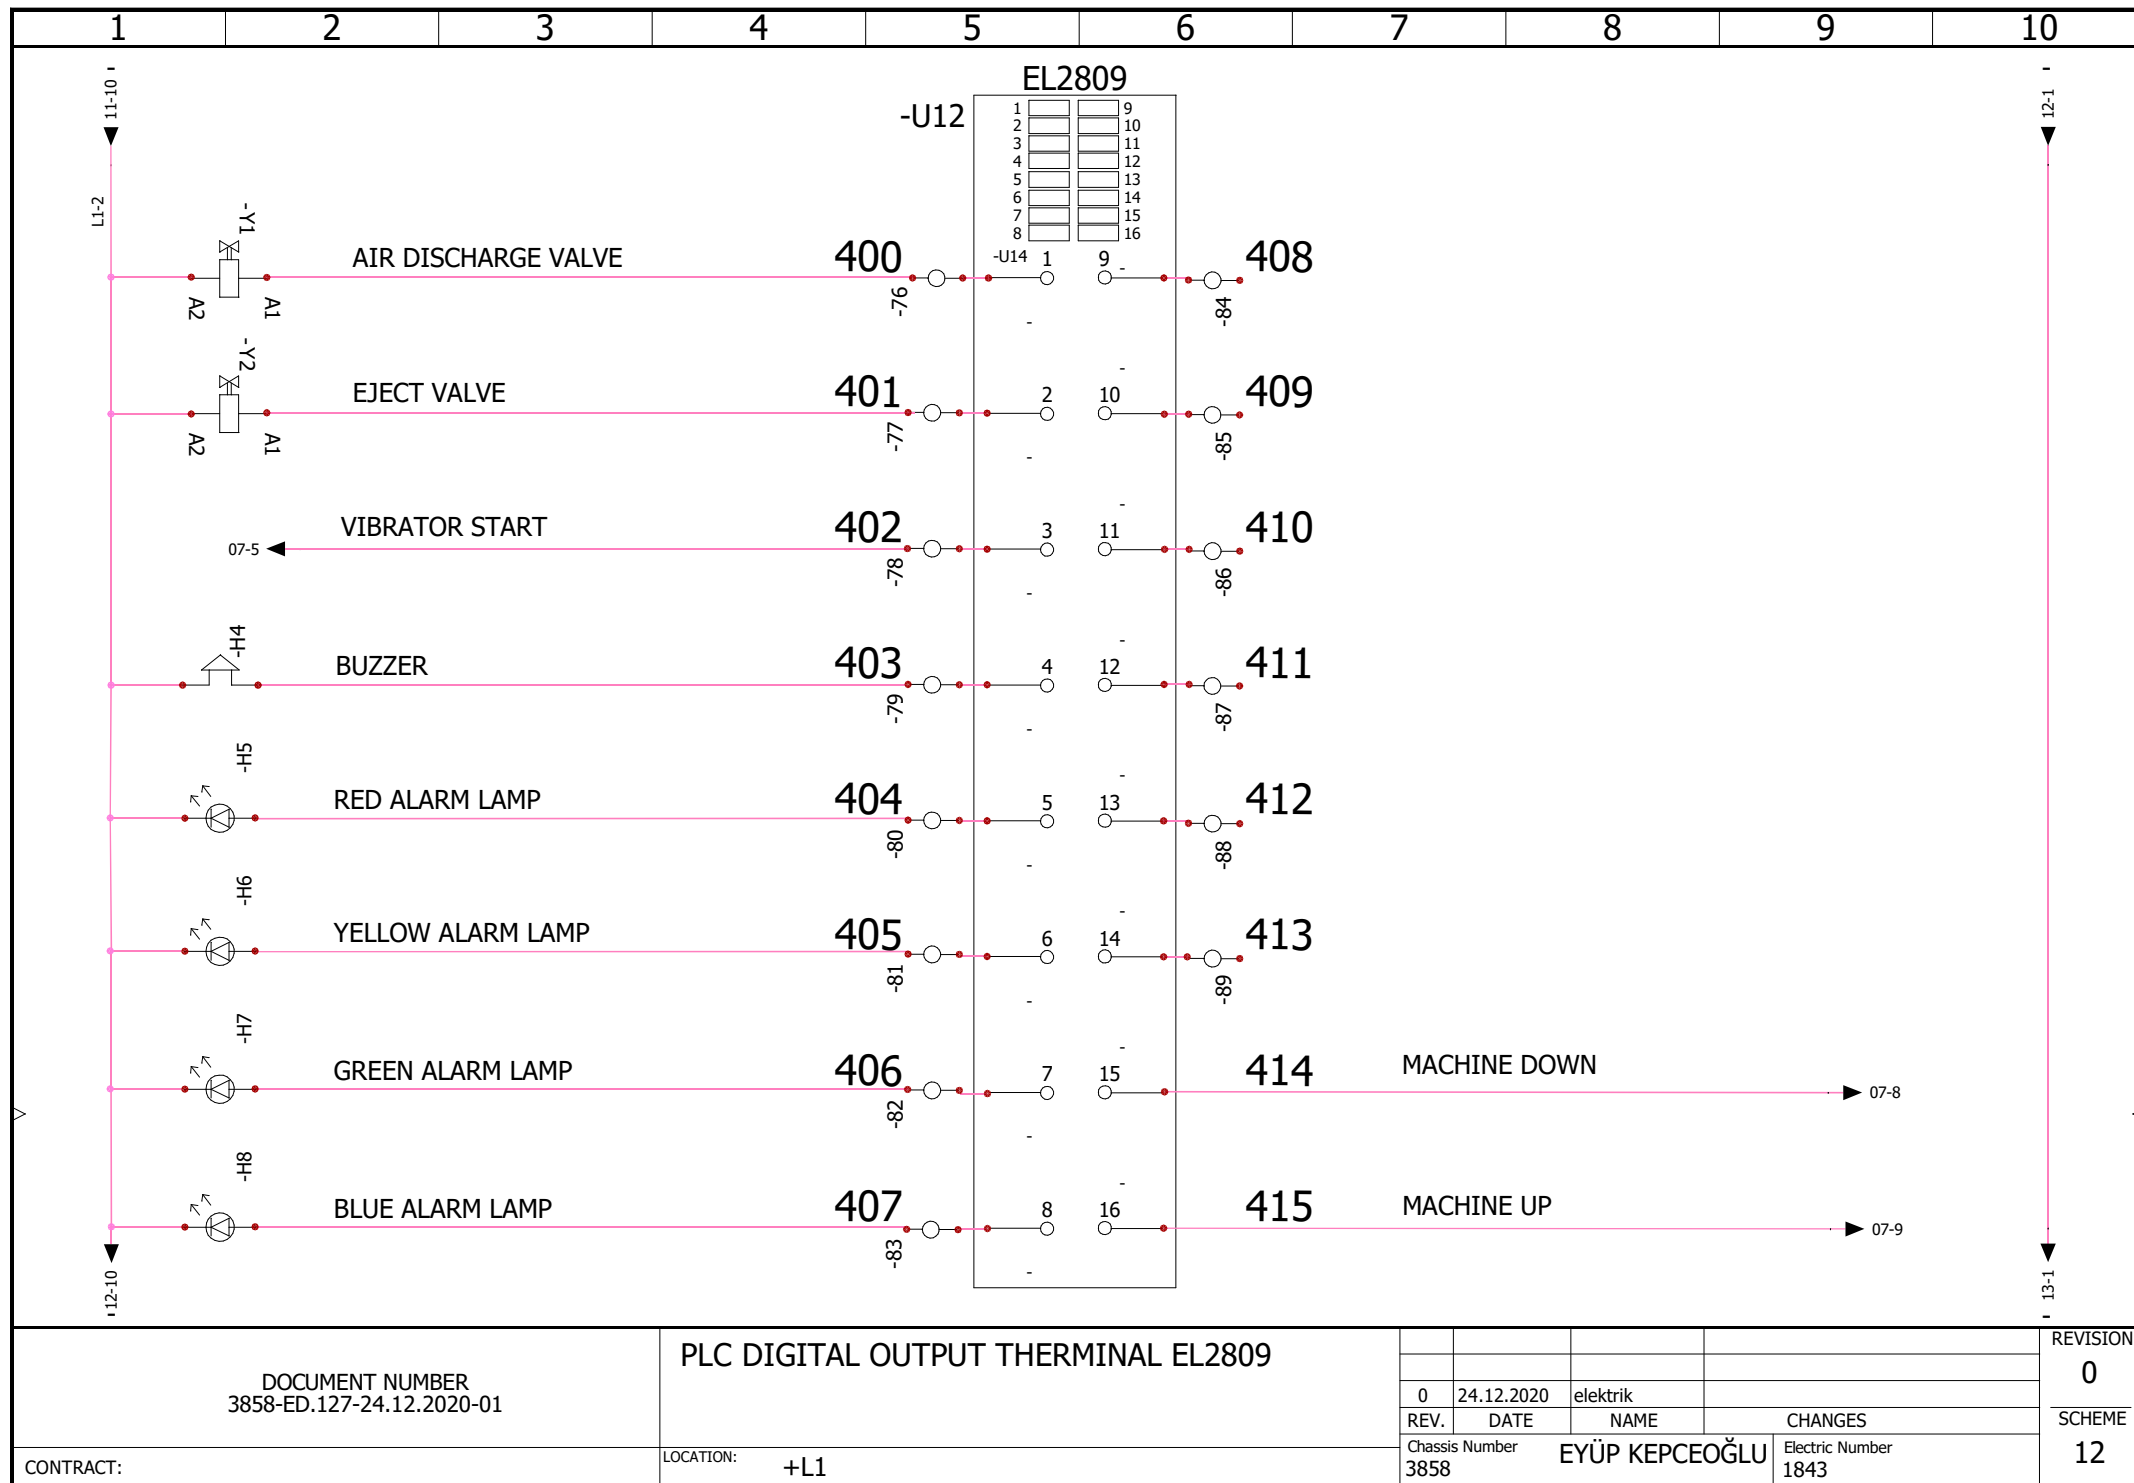 1 2 3 4 5 6 7 8 9 10
11-10 -
12-1 -
EL2809
-U12
1 9
2 10
3 11
4 12
5 13
6 14
7 15
8 16
L1-2
-Y1
A2 A1
AIR DISCHARGE VALVE
400
-76
-U14 1 9 -
408
-84
-
-Y2
A2 A1
EJECT VALVE
401
-77
2 10 -
409
-85
-
07-5
VIBRATOR START
402
-78
3 11 -
410
-86
-
-H4
BUZZER
403
-79
4 12 -
411
-87
-
-H5
RED ALARM LAMP
404
-80
5 13 -
412
-88
-
-H6
YELLOW ALARM LAMP
405
-81
6 14 -
413
-89
-
-H7
GREEN ALARM LAMP
406
-82
7 15 -
414
MACHINE DOWN
07-8
-
-H8
BLUE ALARM LAMP
407
-83
8 16 -
415
MACHINE UP
07-9
-
- 12-10
- 13-1
DOCUMENT NUMBER
3858-ED.127-24.12.2020-01
CONTRACT:
PLC DIGITAL OUTPUT THERMINAL EL2809
LOCATION: +L1
0 24.12.2020 elektrik
REV. DATE NAME CHANGES
Chassis Number
3858
EYÜP KEPCEOĞLU
Electric Number
1843
REVISION
0
SCHEME
12